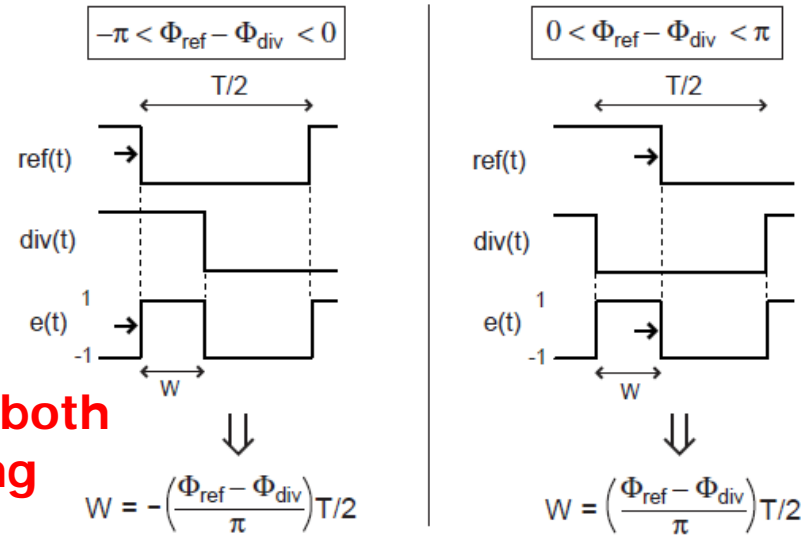 −π < Φref − Φdiv < 0
T/2
ref(t)
div(t)
1
e(t)
-1
W
both
ng
W = −(Φref − Φdiv / π)T/2
0 < Φref − Φdiv < π
T/2
ref(t)
div(t)
1
e(t)
-1
W
W = (Φref − Φdiv / π)T/2